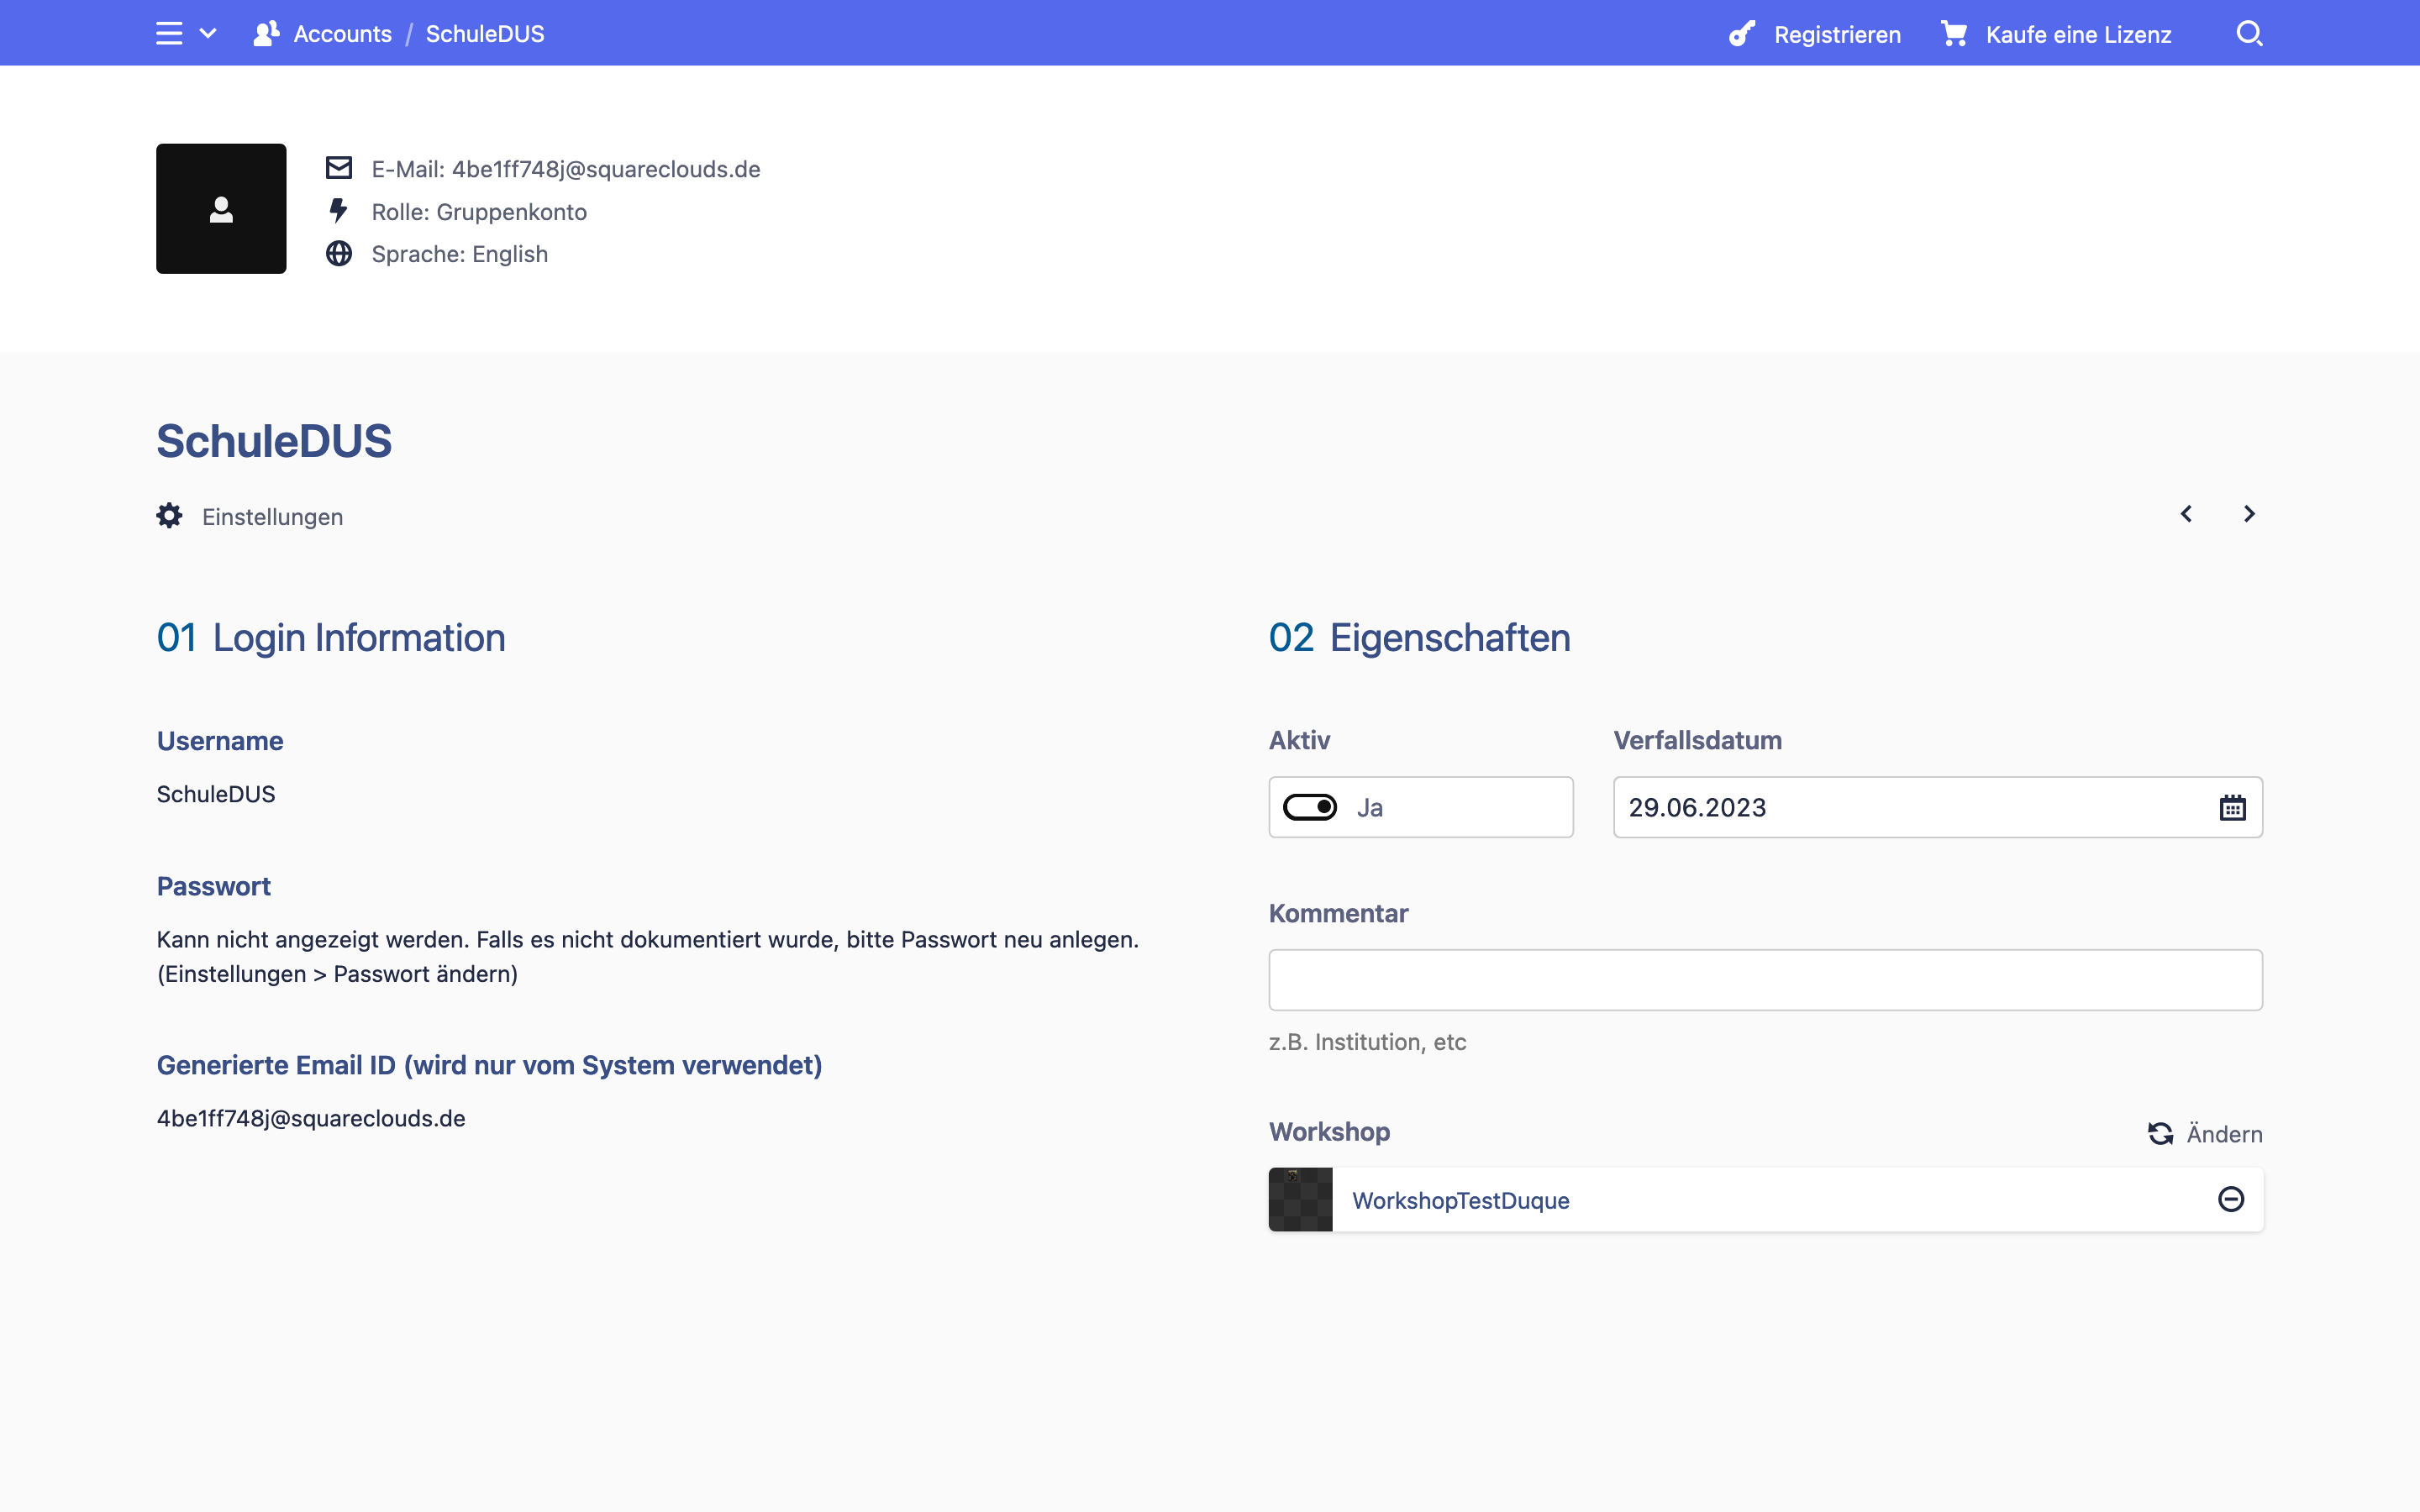 Accounts / SchuleDUS
Registrieren
Kaufe eine Lizenz
E-Mail: 4be1ff748j@squareclouds.de
Rolle: Gruppenkonto
Sprache: English
SchuleDUS
Einstellungen
01 Login Information
Username
SchuleDUS
Passwort
Kann nicht angezeigt werden. Falls es nicht dokumentiert wurde, bitte Passwort neu anlegen.
(Einstellungen > Passwort ändern)
Generierte Email ID (wird nur vom System verwendet)
4be1ff748j@squareclouds.de
02 Eigenschaften
Aktiv
Ja
Verfallsdatum
29.06.2023
Kommentar
z.B. Institution, etc
Workshop
Ändern
WorkshopTestDuque